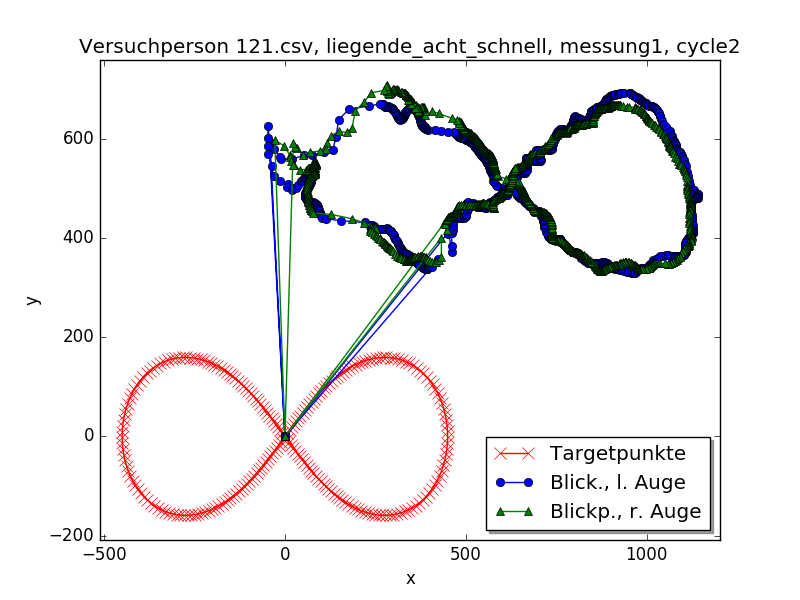 Versuchperson 121.csv, liegende_acht_schnell, messung1, cycle2
y
600
400
200
0
−200
−500
0
500
1000
x
Targetpunkte
Blick., l. Auge
Blickp., r. Auge